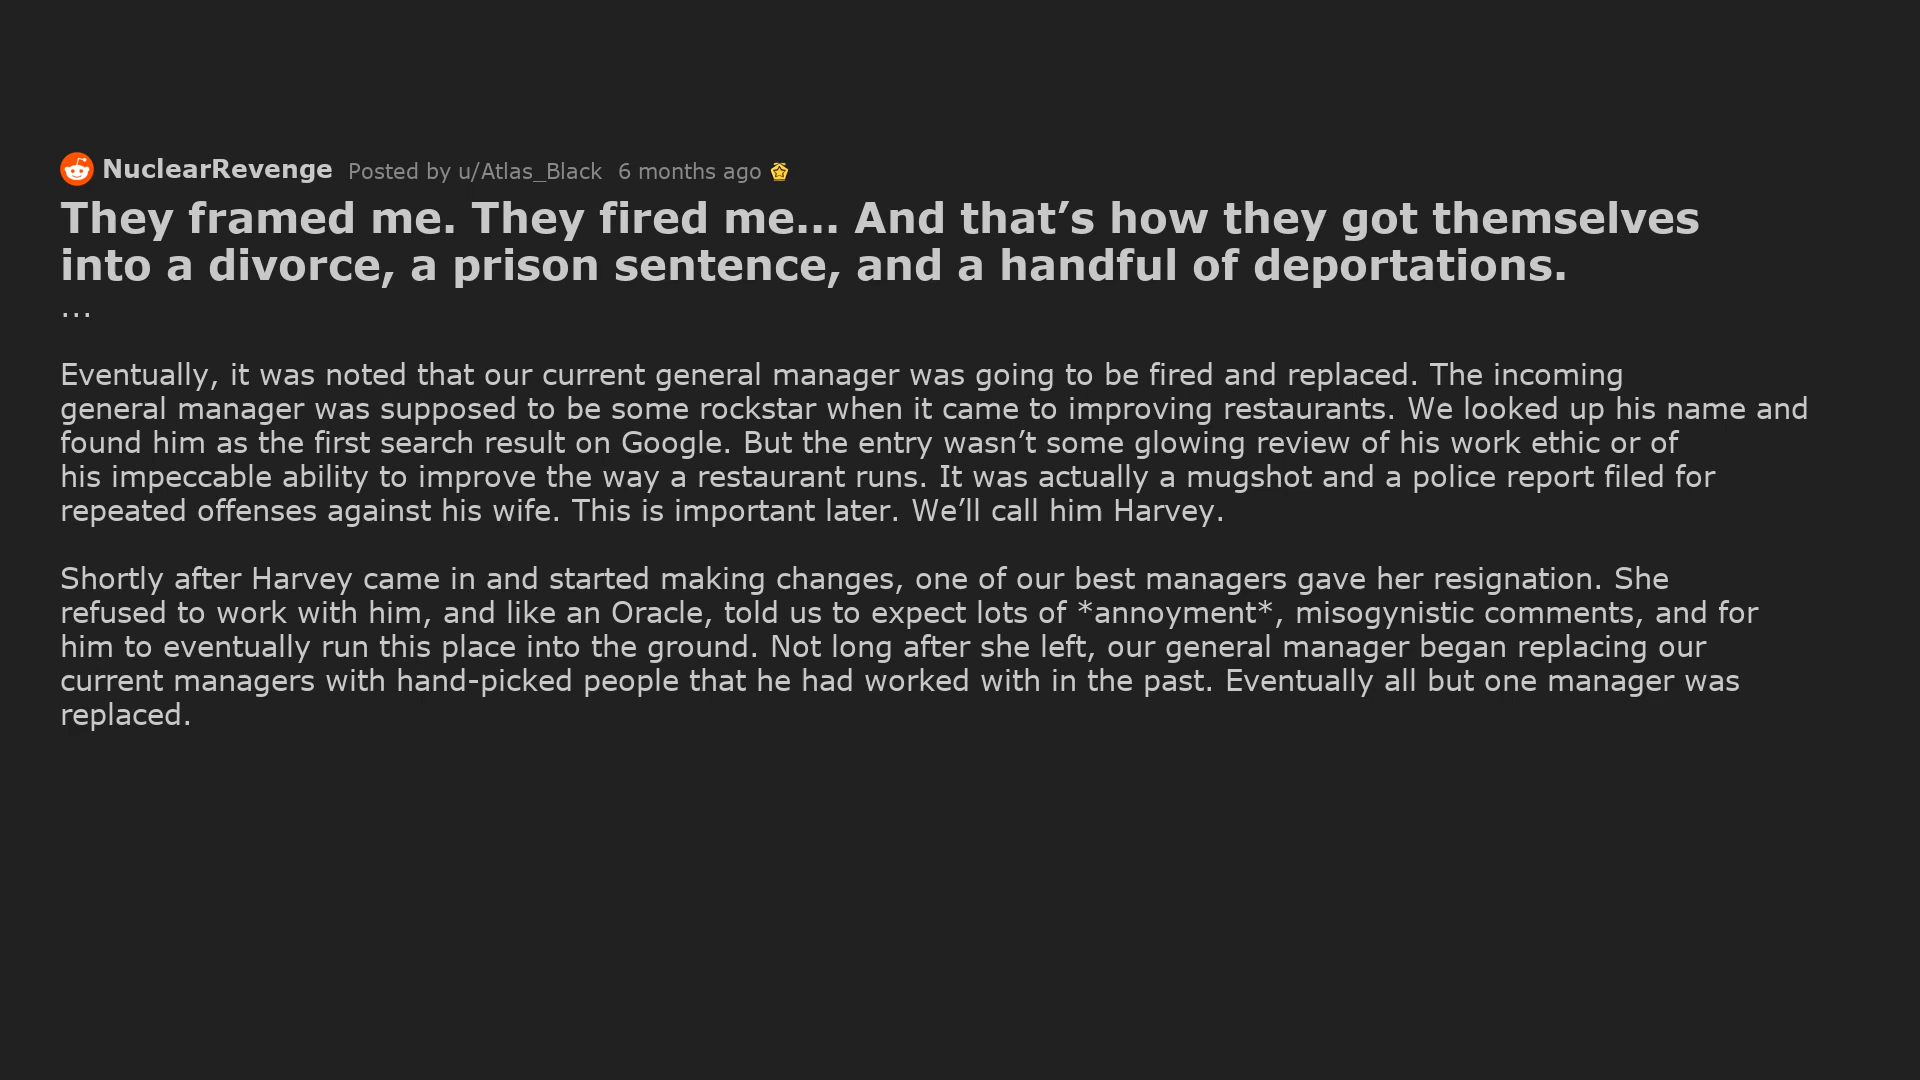 NuclearRevenge Posted by u/Atlas_Black 6 months ago
They framed me. They fired me... And that’s how they got themselves
into a divorce, a prison sentence, and a handful of deportations.
...
Eventually, it was noted that our current general manager was going to be fired and replaced. The incoming
general manager was supposed to be some rockstar when it came to improving restaurants. We looked up his name and
found him as the first search result on Google. But the entry wasn’t some glowing review of his work ethic or of
his impeccable ability to improve the way a restaurant runs. It was actually a mugshot and a police report filed for
repeated offenses against his wife. This is important later. We’ll call him Harvey.
Shortly after Harvey came in and started making changes, one of our best managers gave her resignation. She
refused to work with him, and like an Oracle, told us to expect lots of *annoyment*, misogynistic comments, and for
him to eventually run this place into the ground. Not long after she left, our general manager began replacing our
current managers with hand-picked people that he had worked with in the past. Eventually all but one manager was
replaced.